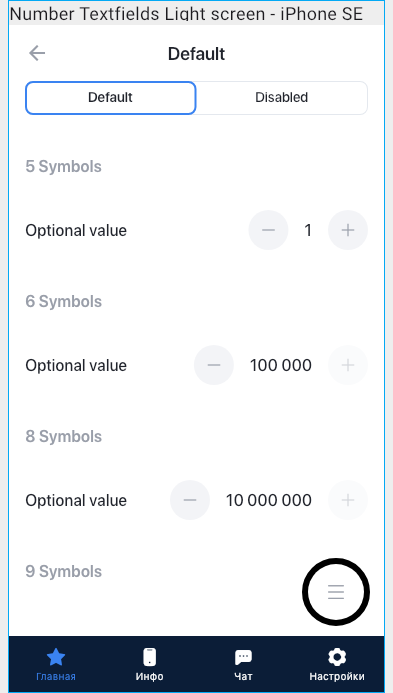 Number Textfields Light screen - iPhone SE
Default
Default Disabled
5 Symbols
Optional value 1
6 Symbols
Optional value 100 000
8 Symbols
Optional value 10 000 000
9 Symbols
Главная Инфо Чат Настройки